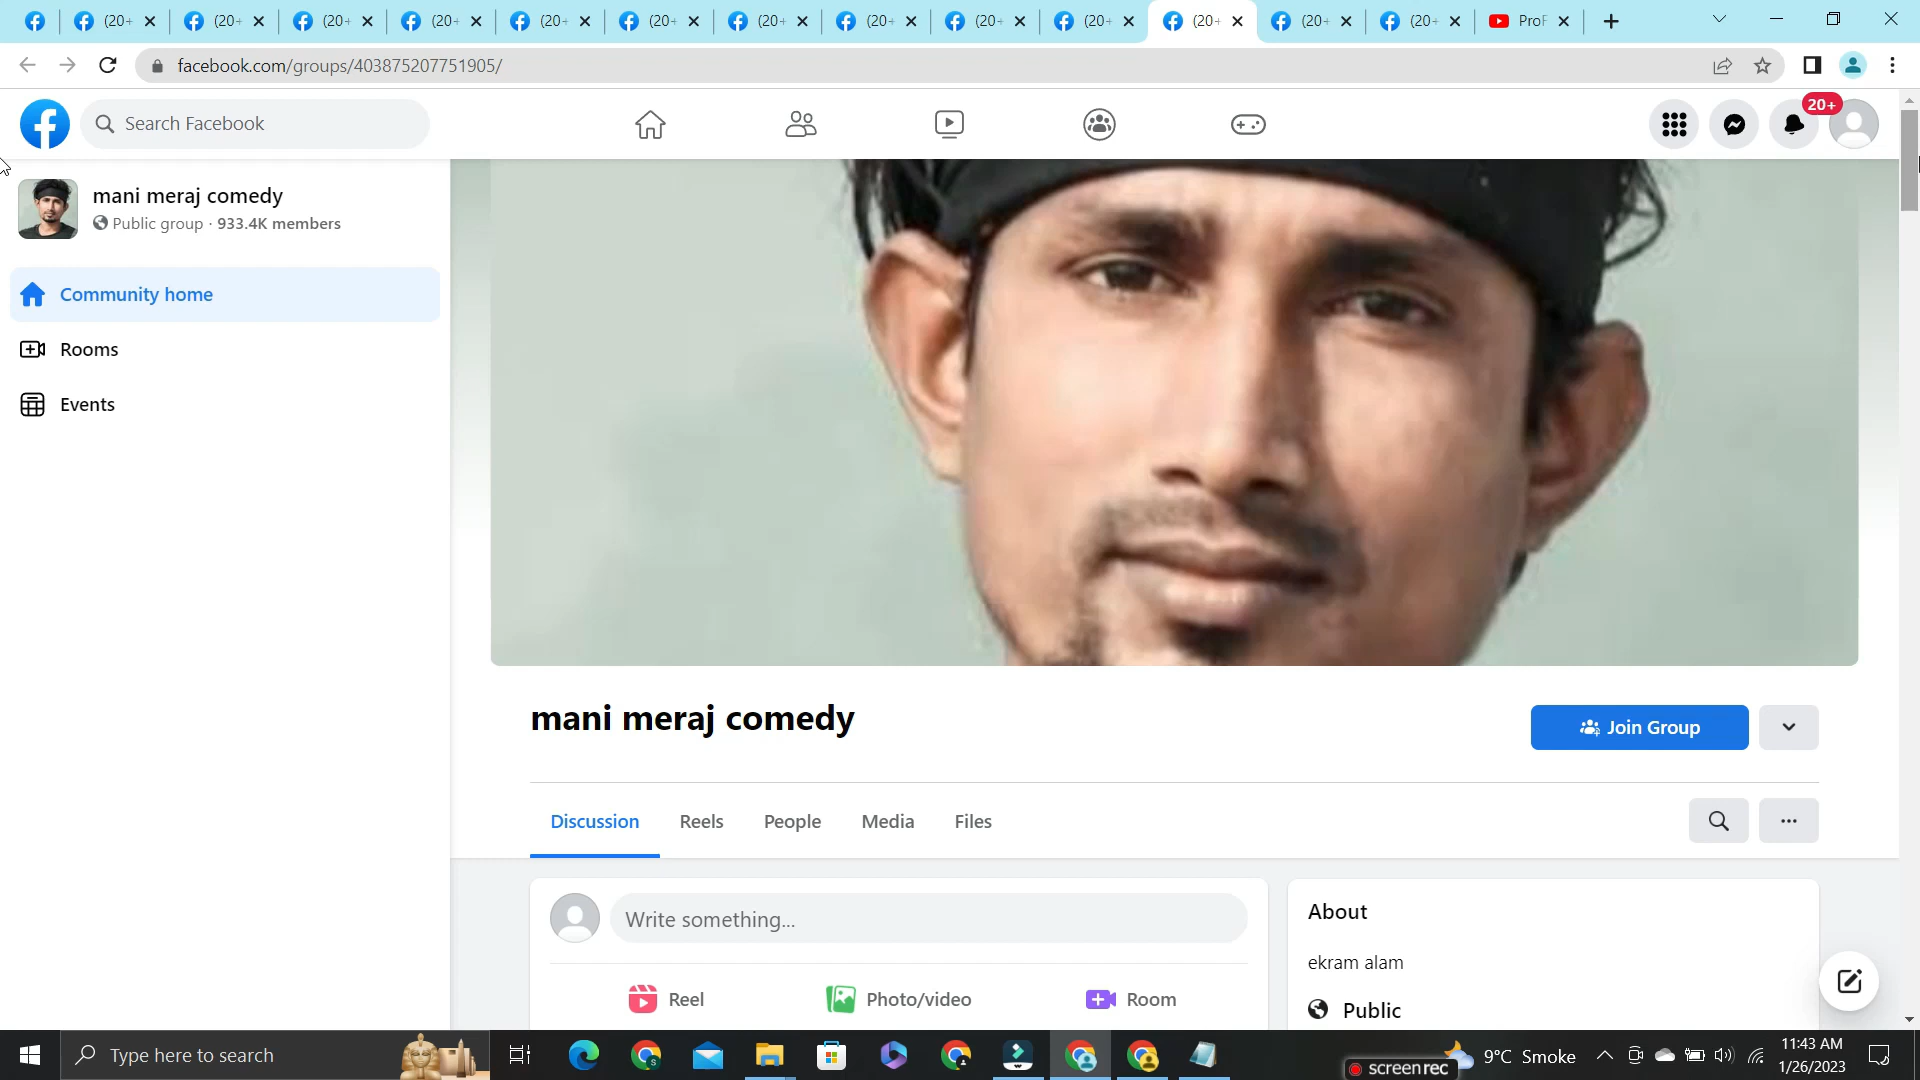 (20+ (20+ (20+ (20+ (20+ (20+ (20+ (20+ (20+ (20+ (20+ (20+ (20+ ProF
facebook.com/groups/403875207751905/
Search Facebook
20+
mani meraj comedy
Public group · 933.4K members
Community home
Rooms
Events
mani meraj comedy
Join Group
Discussion Reels People Media Files
Write something...
Reel Photo/video Room
About
ekram alam
Public
Type here to search
screenrec
9°C Smoke
11:43 AM
1/26/2023